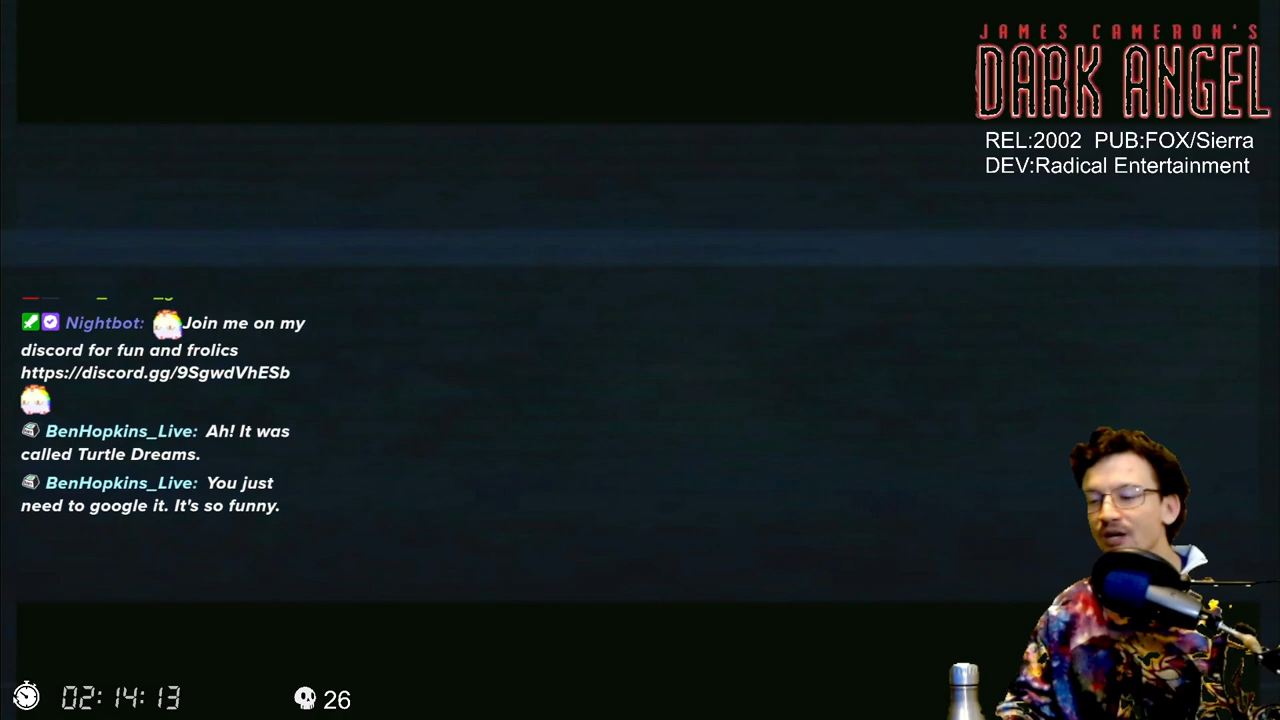 JAMES CAMERON'S
DARK ANGEL
REL:2002 PUB:FOX/Sierra
DEV:Radical Entertainment
Nightbot: Join me on my
discord for fun and frolics
https://discord.gg/9SgwdVhESb
BenHopkins_Live: Ah! It was
called Turtle Dreams.
BenHopkins_Live: You just
need to google it. It's so funny.
02:14:13
26